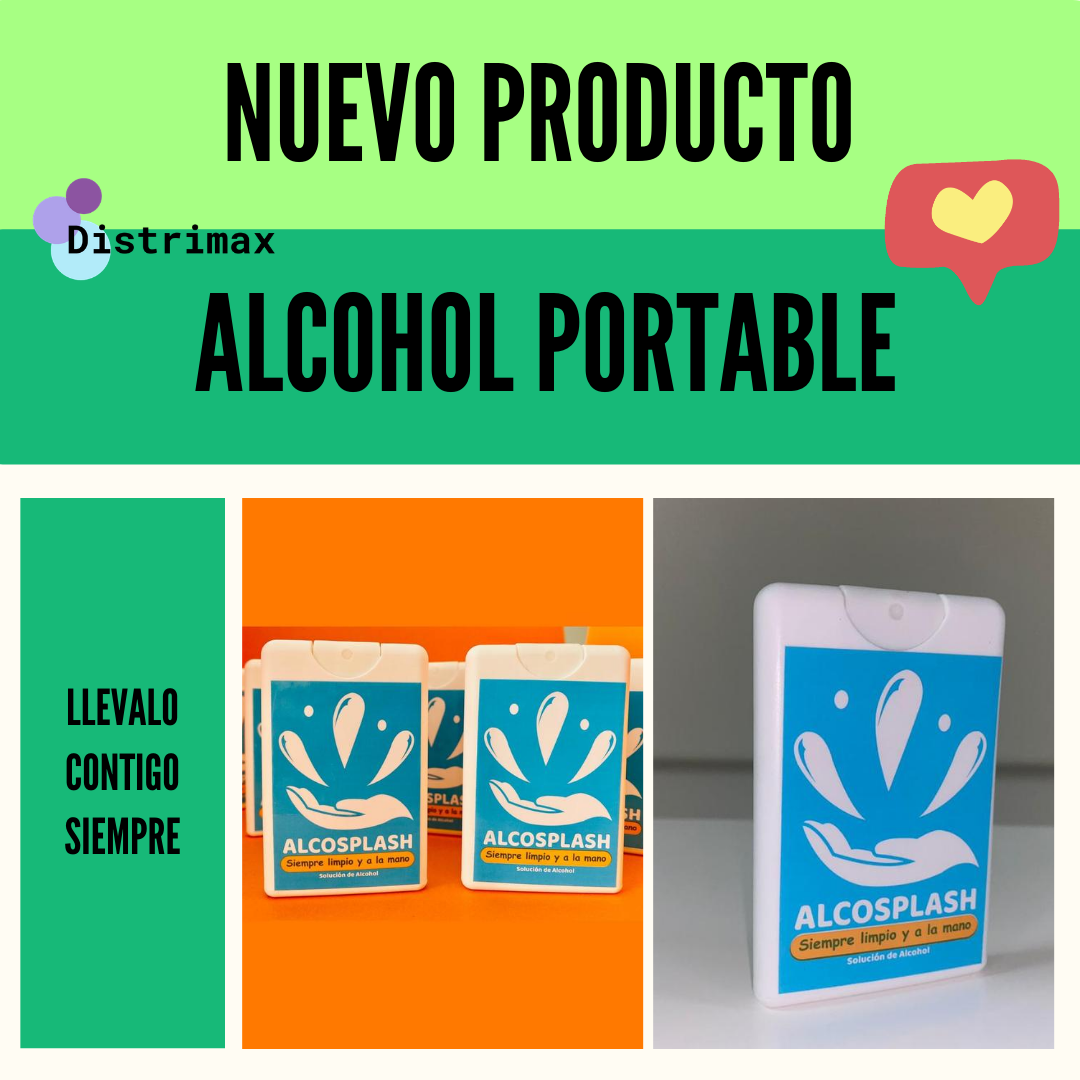 NUEVO PRODUCTO
Distrimax
ALCOHOL PORTABLE
LLEVALO
CONTIGO
SIEMPRE
ALCOSPLASH
Siempre limpio y a la mano
Solución de Alcohol
ALCOSPLASH
Siempre limpio y a la mano
Solución de Alcohol
ALCOSPLASH
Siempre limpio y a la mano
Solución de Alcohol